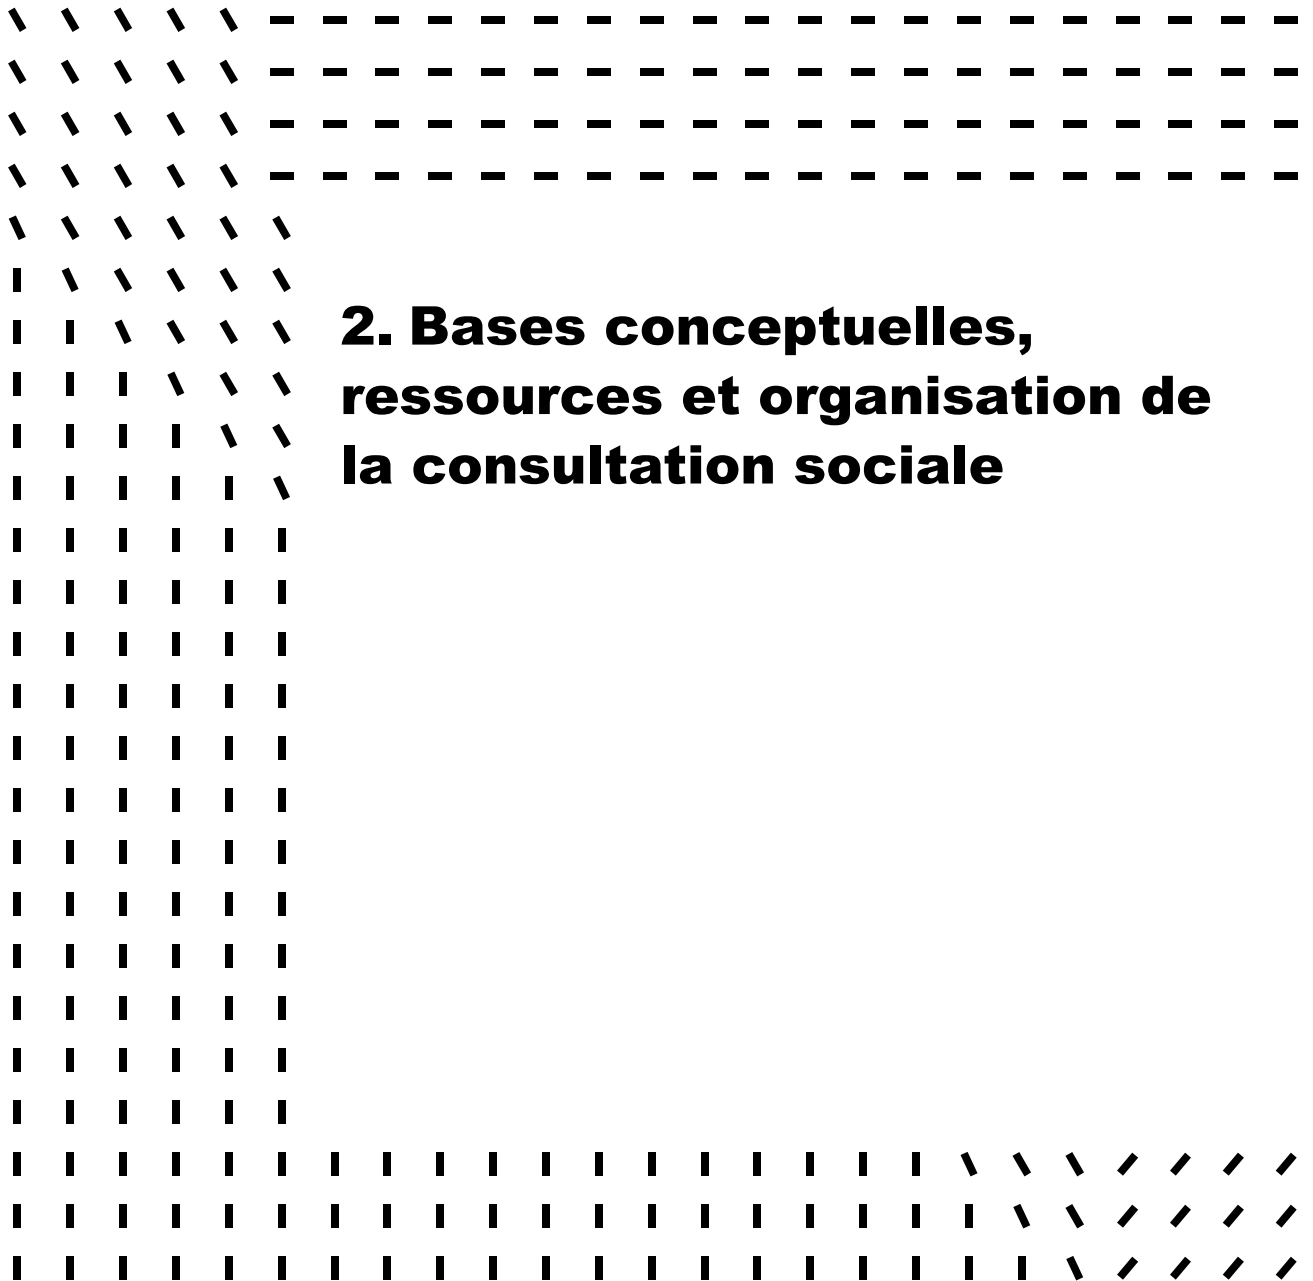 2. Bases conceptuelles,
ressources et organisation de
la consultation sociale